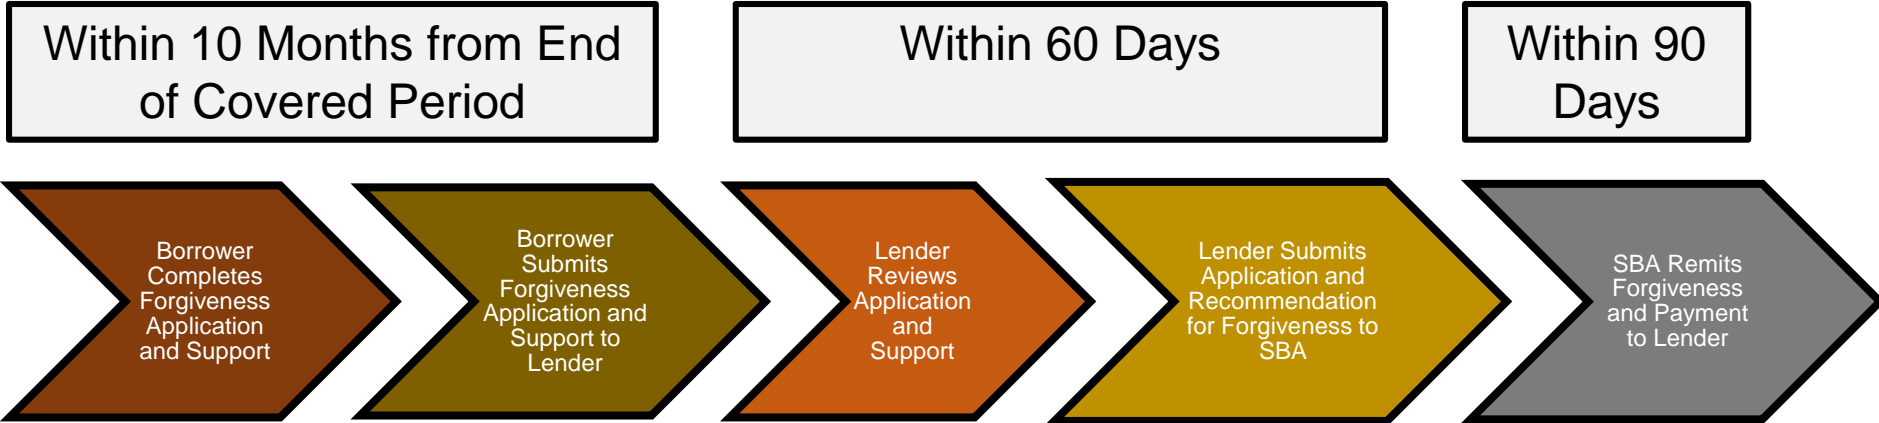 Within 10 Months from End
of Covered Period
Within 60 Days
Within 90
Days
Borrower
Completes
Forgiveness
Application
and Support
Borrower
Submits
Forgiveness
Application and
Support to
Lender
Lender
Reviews
Application
and
Support
Lender Submits
Application and
Recommendation
for Forgiveness to
SBA
SBA Remits
Forgiveness
and Payment
to Lender